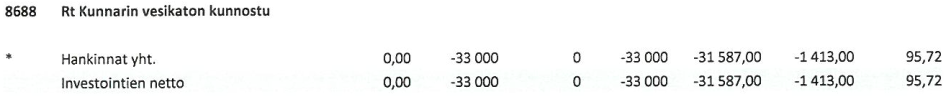 8688 Rt Kunnarin vesikaton kunnostu
* Hankinnat yht. 0,00 -33 000 0 -33 000 -31 587,00 -1 413,00 95,72
Investointien netto 0,00 -33 000 0 -33 000 -31 587,00 -1 413,00 95,72